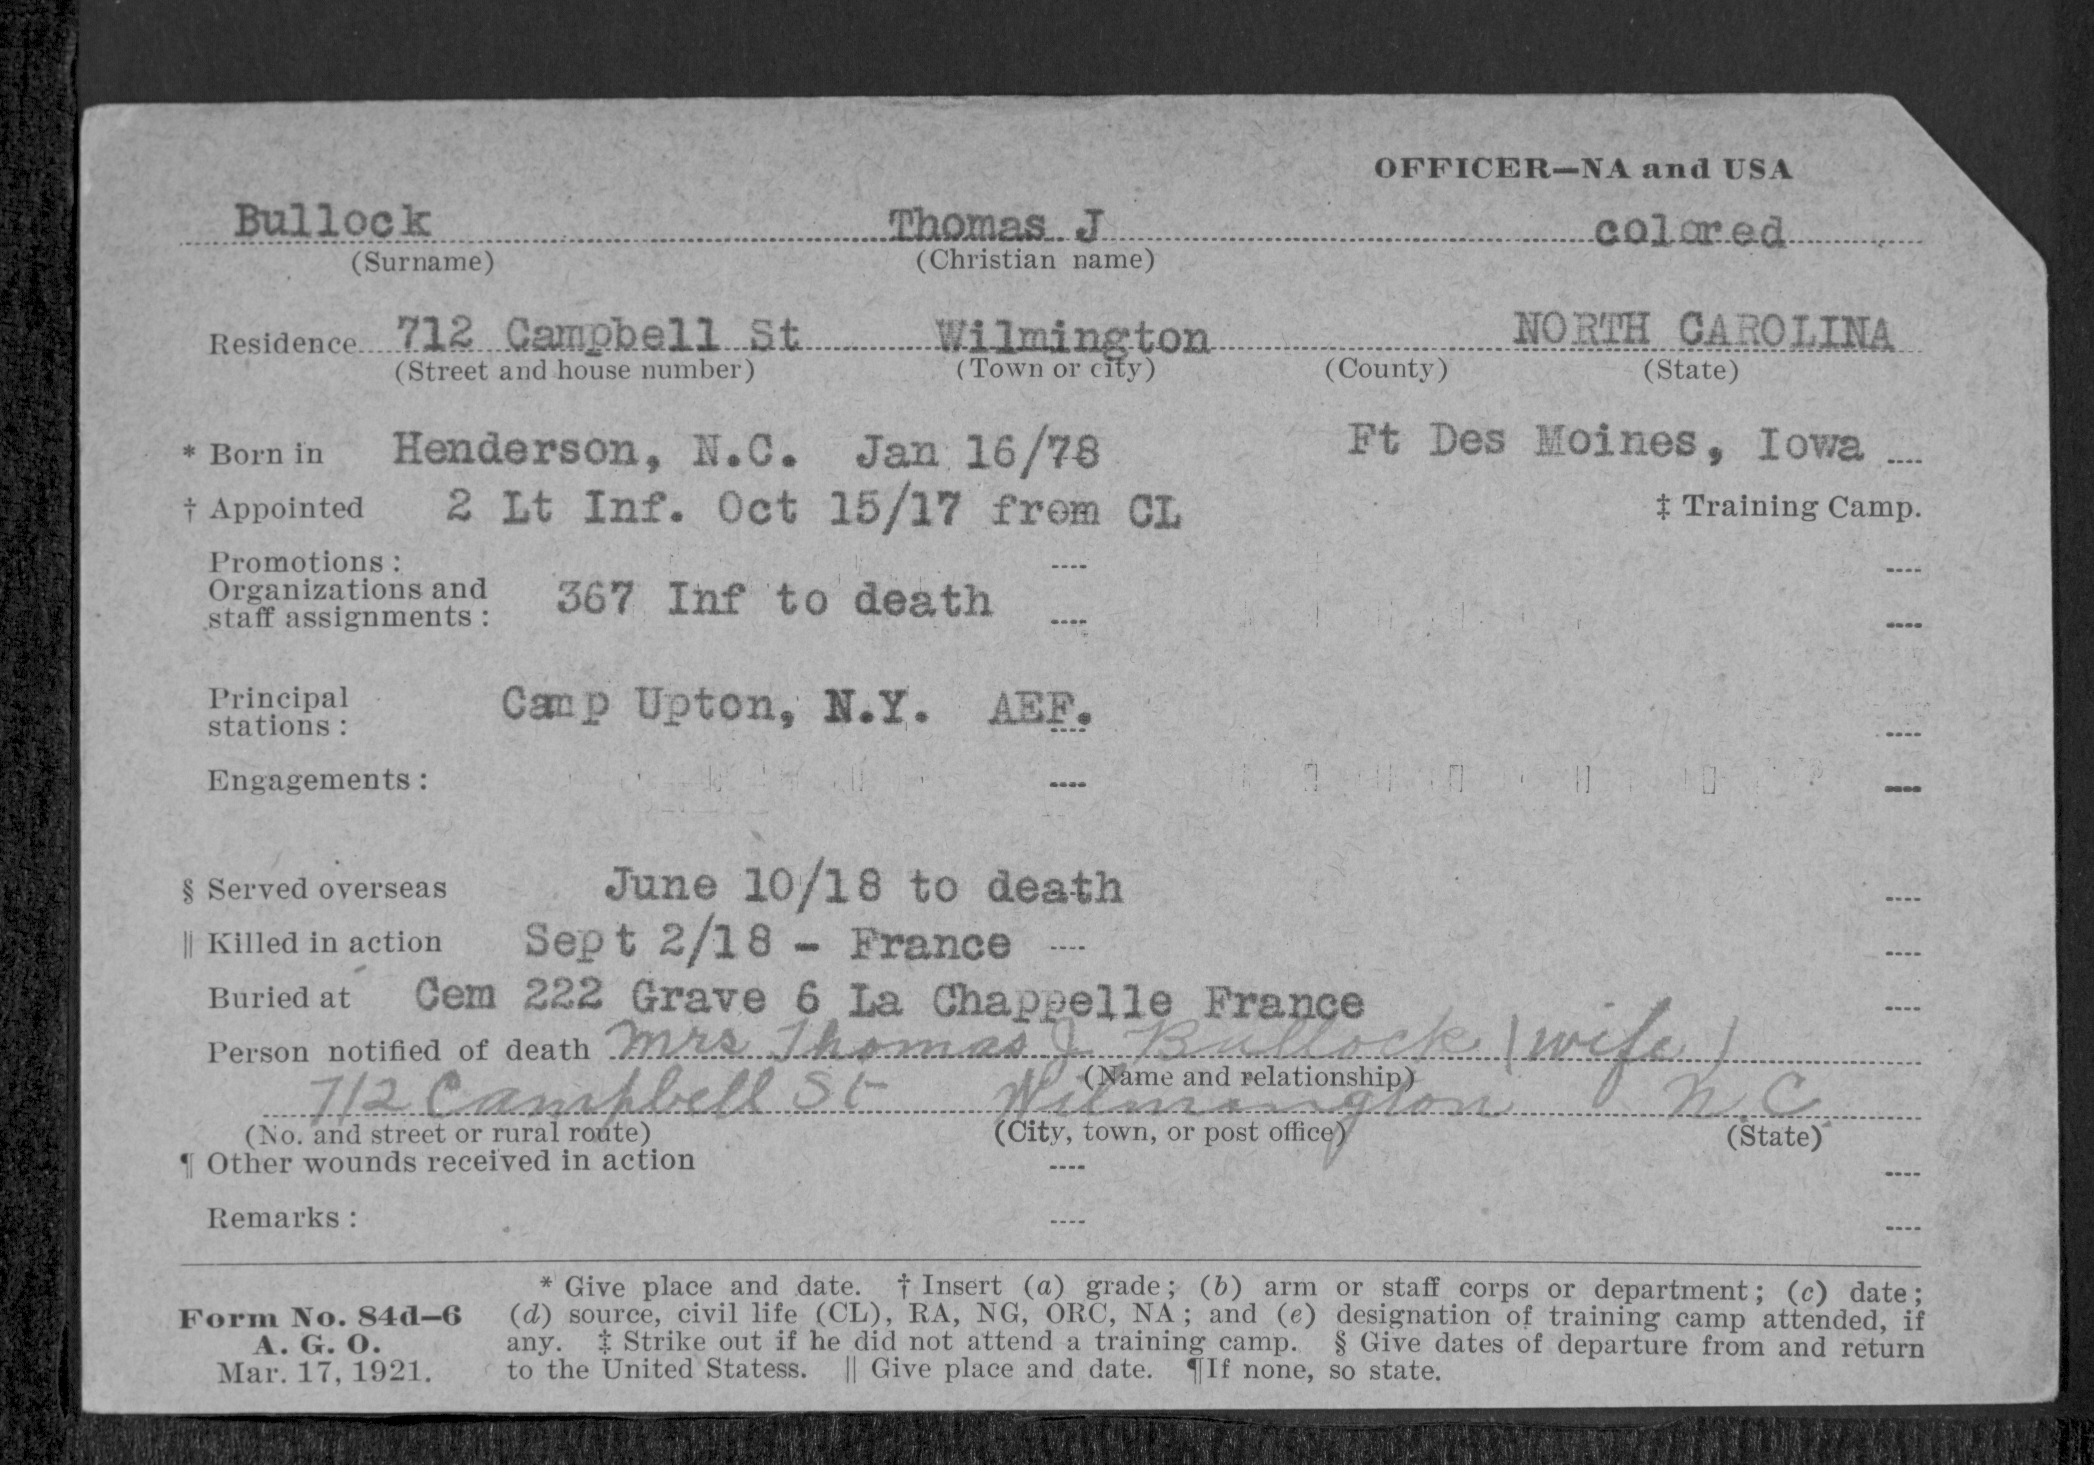 OFFICER—NA and USA
Bullock Thomas J colored
(Surname) (Christian name)
Residence 712 Campbell St Wilmington NORTH CAROLINA
(Street and house number) (Town or city) (County) (State)
* Born in Henderson, N.C. Jan 16/78 Ft Des Moines, Iowa
† Appointed 2 Lt Inf. Oct 15/17 from CL ‡ Training Camp.
Promotions :
Organizations and
staff assignments : 367 Inf to death
Principal
stations : Camp Upton, N.Y. AEF.
Engagements :
§ Served overseas June 10/18 to death
‖ Killed in action Sept 2/18 - France
Buried at Cem 222 Grave 6 La Chappelle France
Person notified of death Mrs Thomas J Bullock (wife)
(Name and relationship)
712 Campbell St Wilmington N.C.
(No. and street or rural route) (City, town, or post office) (State)
¶ Other wounds received in action
Remarks :
* Give place and date. † Insert (a) grade; (b) arm or staff corps or department; (c) date;
(d) source, civil life (CL), RA, NG, ORC, NA; and (e) designation of training camp attended, if
any. ‡ Strike out if he did not attend a training camp. § Give dates of departure from and return
to the United Statess. ‖ Give place and date. ¶If none, so state.
Form No. 84d–6
A. G. O.
Mar. 17, 1921.